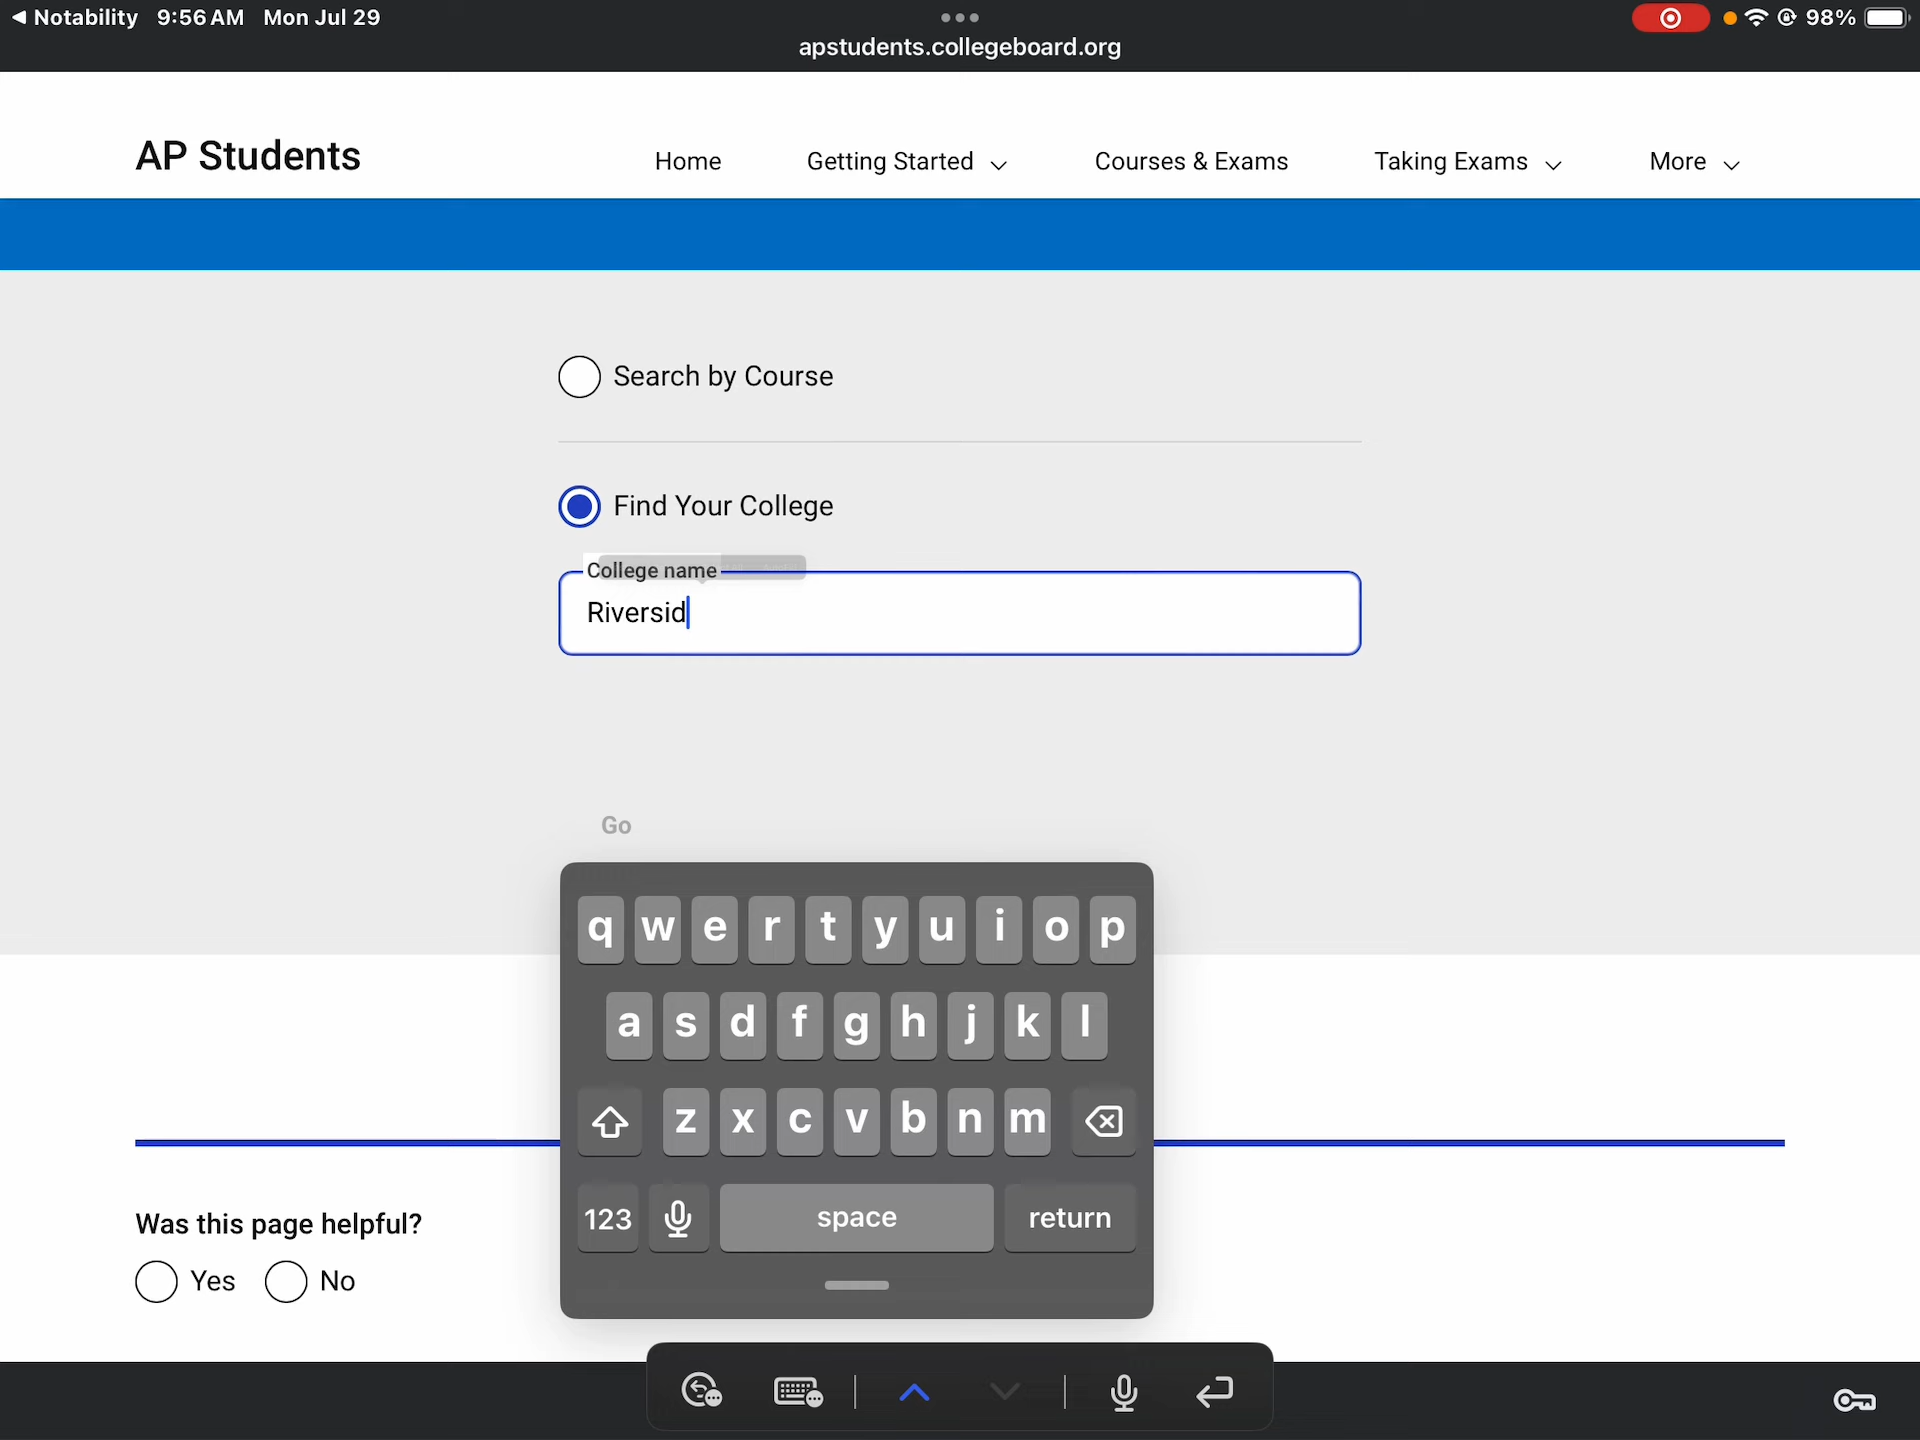 Notability 9:56 AM Mon Jul 29
98%
apstudents.collegeboard.org
AP Students Home Getting Started Courses & Exams Taking Exams More
Search by Course
Find Your College
College name
Riversid
Go
q w e r t y u i o p
a s d f g h j k l
z x c v b n m
123 space return
Was this page helpful?
Yes No